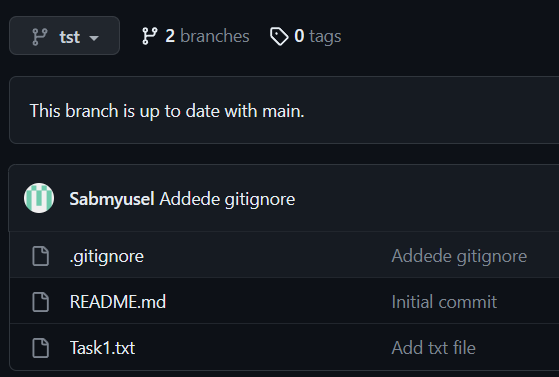 tst 2 branches 0 tags
This branch is up to date with main.
Sabmyusel Addede gitignore
.gitignore Addede gitignore
README.md Initial commit
Task1.txt Add txt file